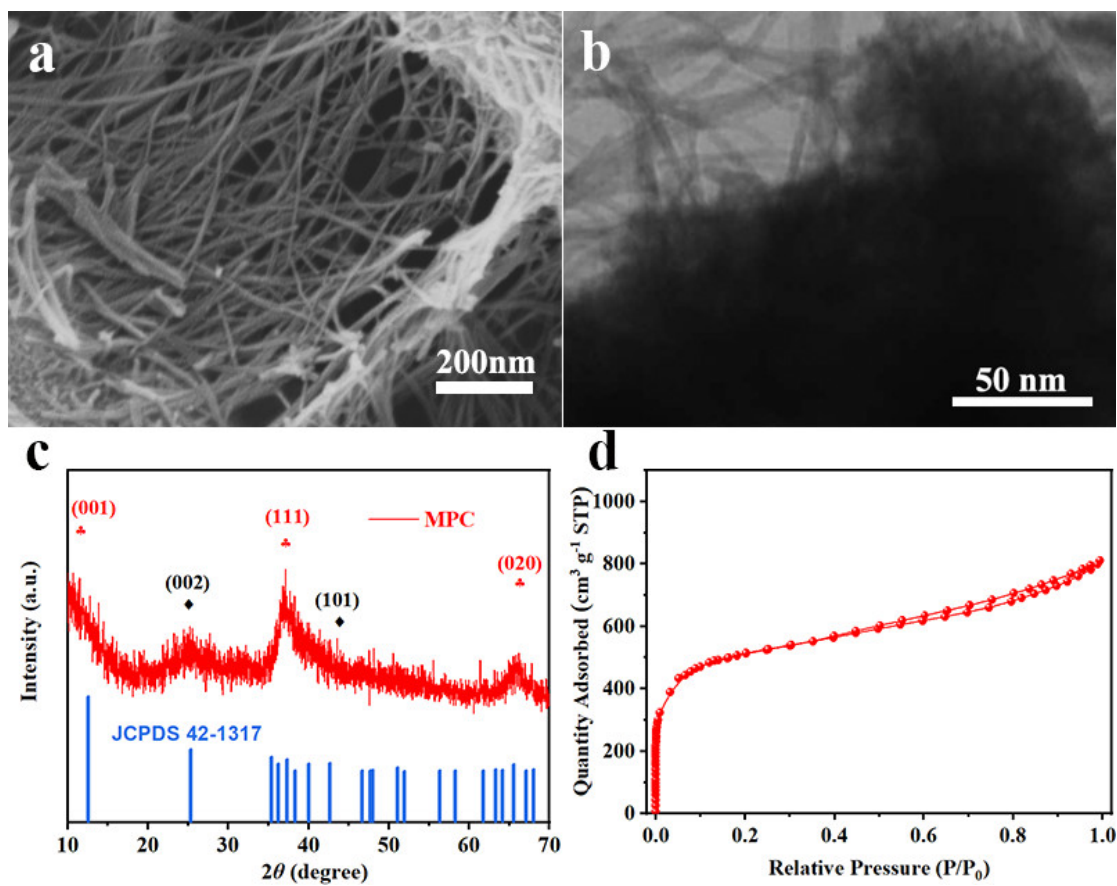 a
200nm
b
50 nm
c
(001)
(002)
(111)
(101)
(020)
MPC
Intensity (a.u.)
JCPDS 42-1317
10 20 30 40 50 60 70
2θ (degree)
d
1000
800
600
400
200
0
Quantity Adsorbed (cm³ g⁻¹ STP)
0.0 0.2 0.4 0.6 0.8 1.0
Relative Pressure (P/P₀)